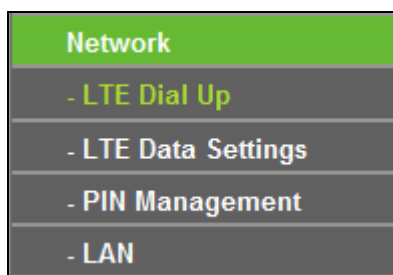 Network
- LTE Dial Up
- LTE Data Settings
- PIN Management
- LAN